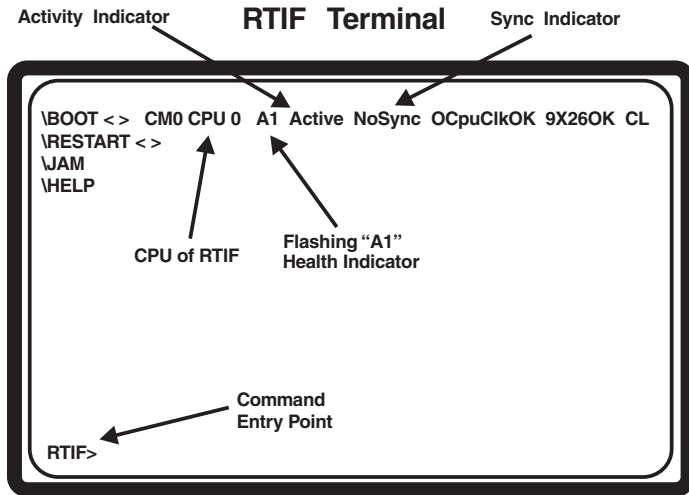 RTIF Terminal
Activity Indicator
Sync Indicator
\BOOT < > CM0 CPU 0 A1 Active NoSync OCpuClkOK 9X26OK CL
\RESTART < >
\JAM
\HELP
CPU of RTIF
Flashing “A1”
Health Indicator
Command
Entry Point
RTIF>